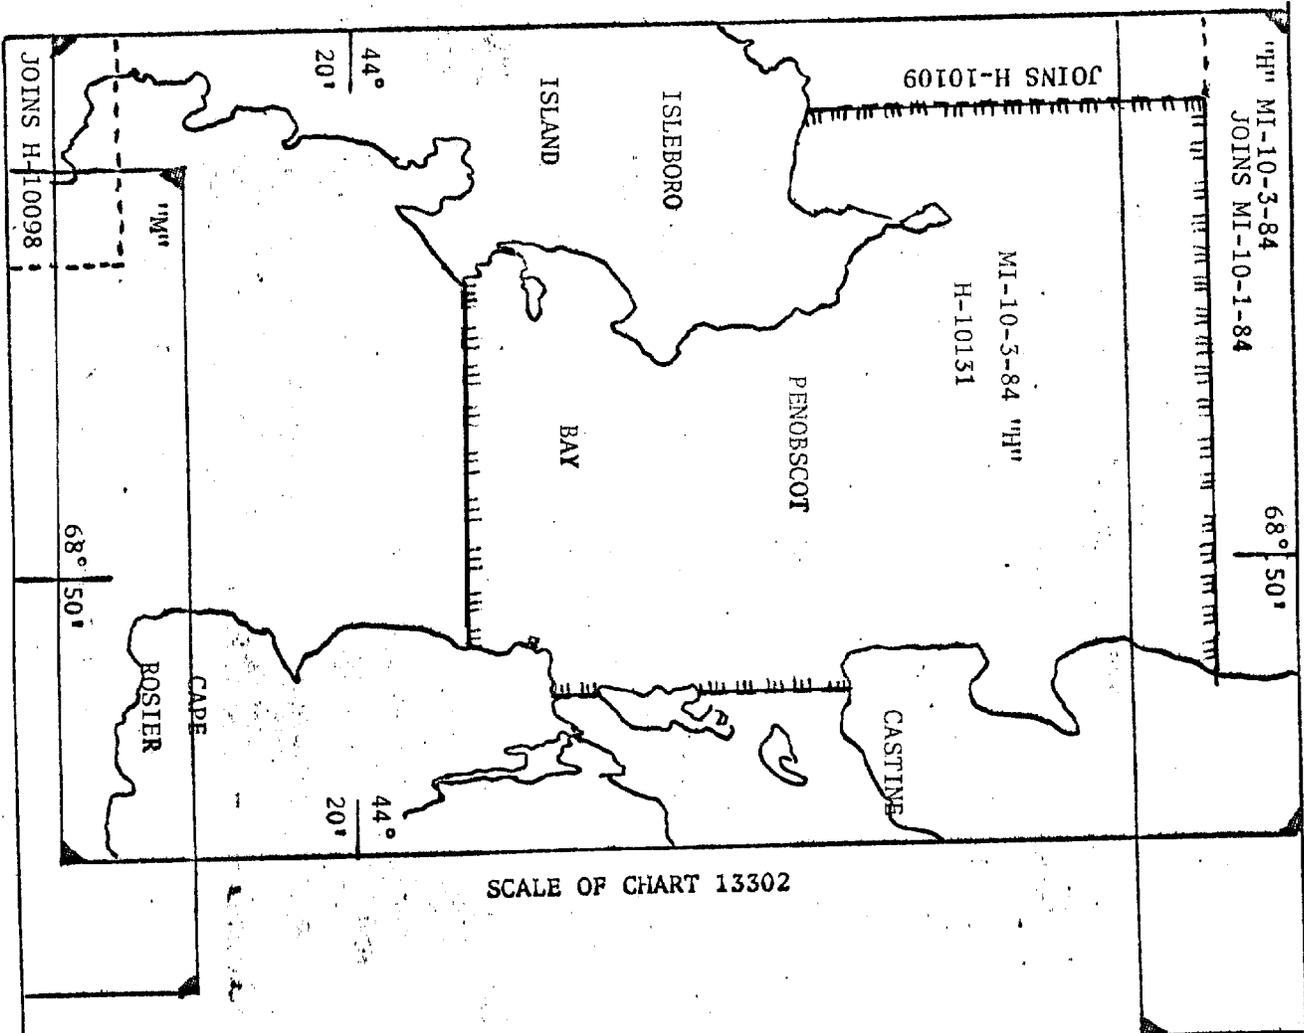 "H" MI-10-3-84
JOINS MI-10-1-84
68° 50'
JOINS H-10109
MI-10-3-84 "H"
H-10131
CASTINE
PENOBSCOT
ISLEBORO
ISLAND
BAY
44°
20'
44°
20'
CAPE
ROSIER
"M"
68° 50'
JOINS H-10098
SCALE OF CHART 13302